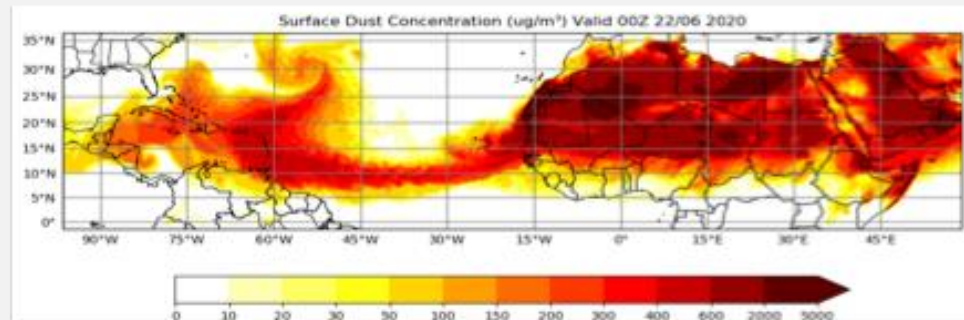 Surface Dust Concentration (ug/m³) Valid 00Z 22/06 2020
35°N
30°N
25°N
20°N
15°N
10°N
5°N
0°
90°W 75°W 60°W 45°W 30°W 15°W 0° 15°E 30°E 45°E
0 10 20 30 50 100 150 200 300 400 600 2000 5000